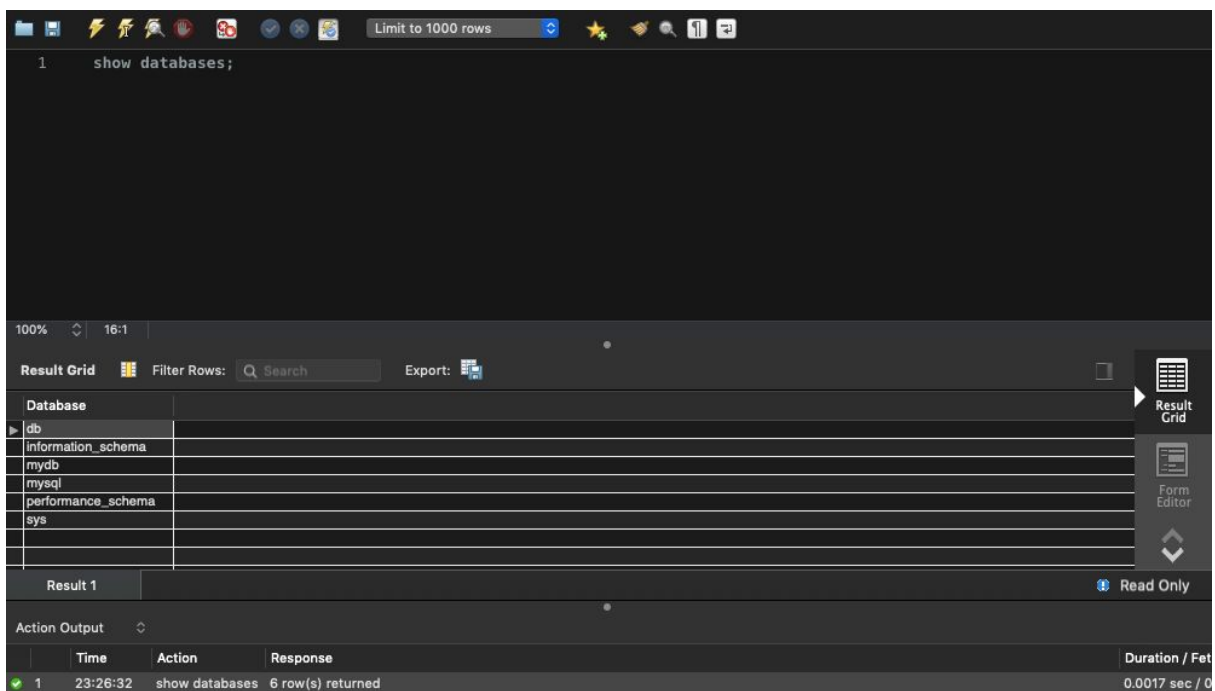 Limit to 1000 rows
1 show databases;
100% 16:1
Result Grid Filter Rows: Search Export:
Database
db
information_schema
mydb
mysql
performance_schema
sys
Result Grid
Form Editor
Result 1 Read Only
Action Output
Time Action Response Duration / Fet
1 23:26:32 show databases 6 row(s) returned 0.0017 sec / 0